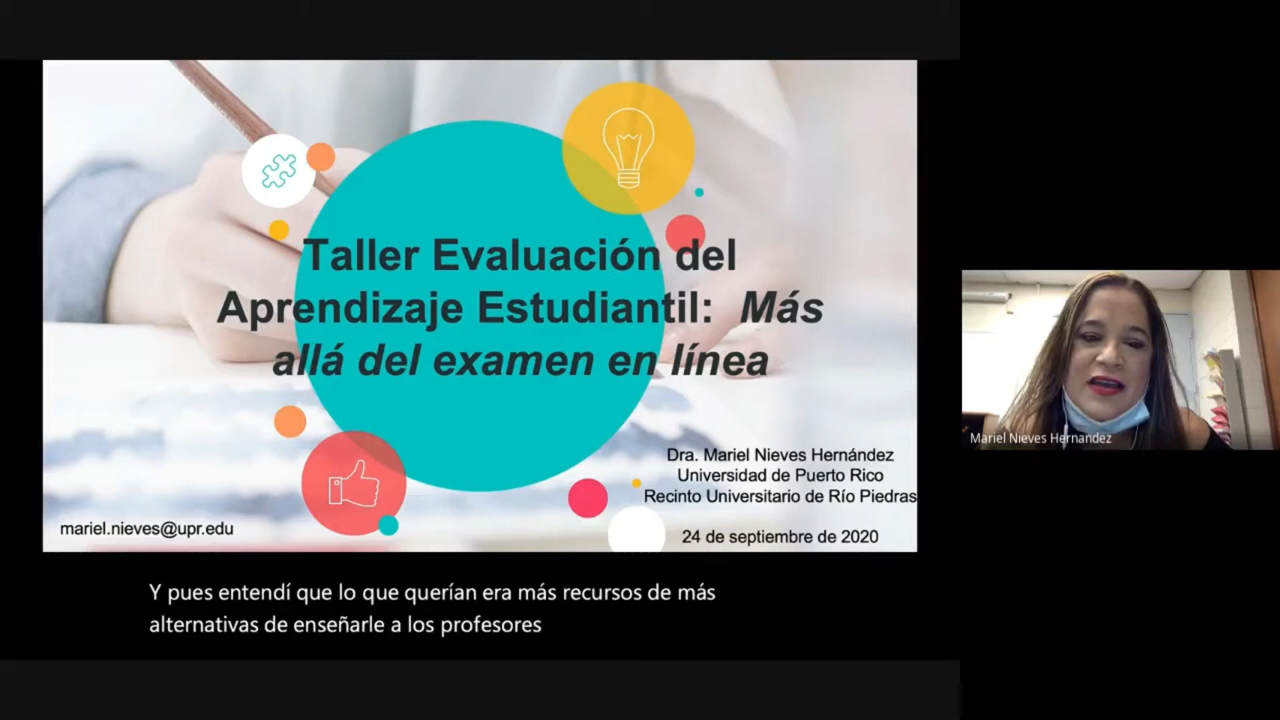 Taller Evaluación del
Aprendizaje Estudiantil: Más
allá del examen en línea
Dra. Mariel Nieves Hernández
Universidad de Puerto Rico
Recinto Universitario de Río Piedras
24 de septiembre de 2020
mariel.nieves@upr.edu
Mariel Nieves Hernandez
Y pues entendí que lo que querían era más recursos de más
alternativas de enseñarle a los profesores